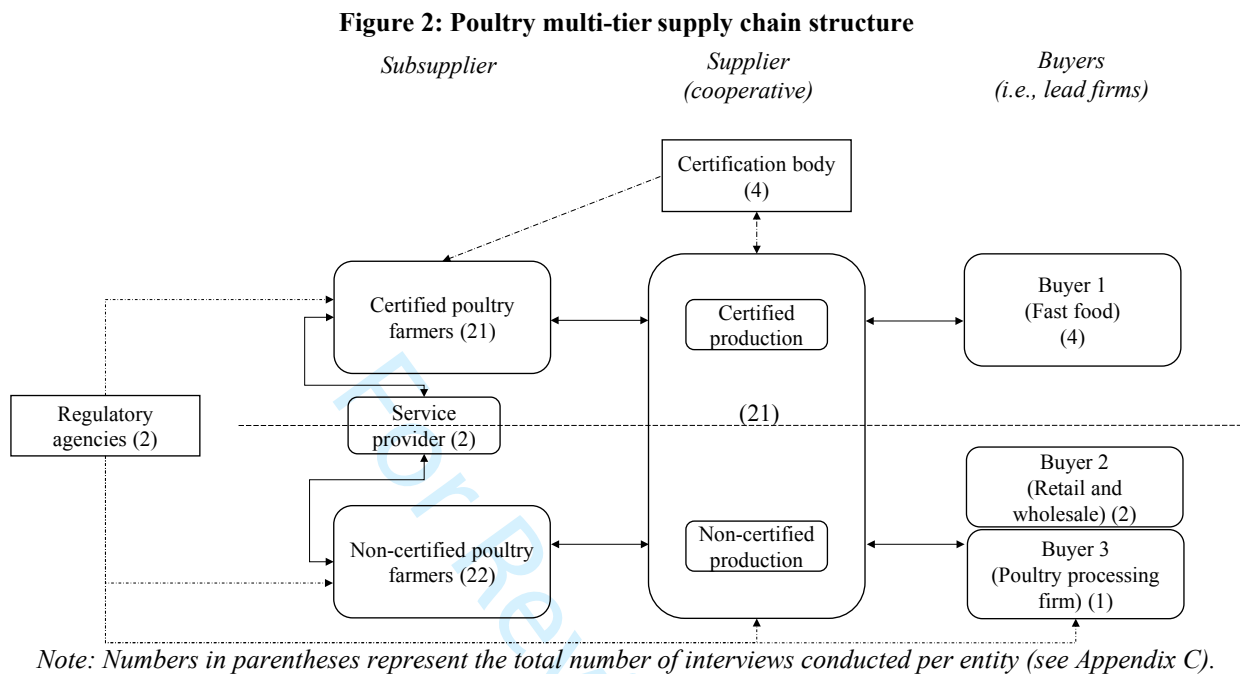 Figure 2: Poultry multi-tier supply chain structure
Subsupplier
Supplier
(cooperative)
Buyers
(i.e., lead firms)
Certification body
(4)
Certified poultry
farmers (21)
Certified
production
Buyer 1
(Fast food)
(4)
Regulatory
agencies (2)
Service
provider (2)
(21)
Buyer 2
(Retail and
wholesale) (2)
Non-certified poultry
farmers (22)
Non-certified
production
Buyer 3
(Poultry processing
firm) (1)
Note: Numbers in parentheses represent the total number of interviews conducted per entity (see Appendix C).
For Rev